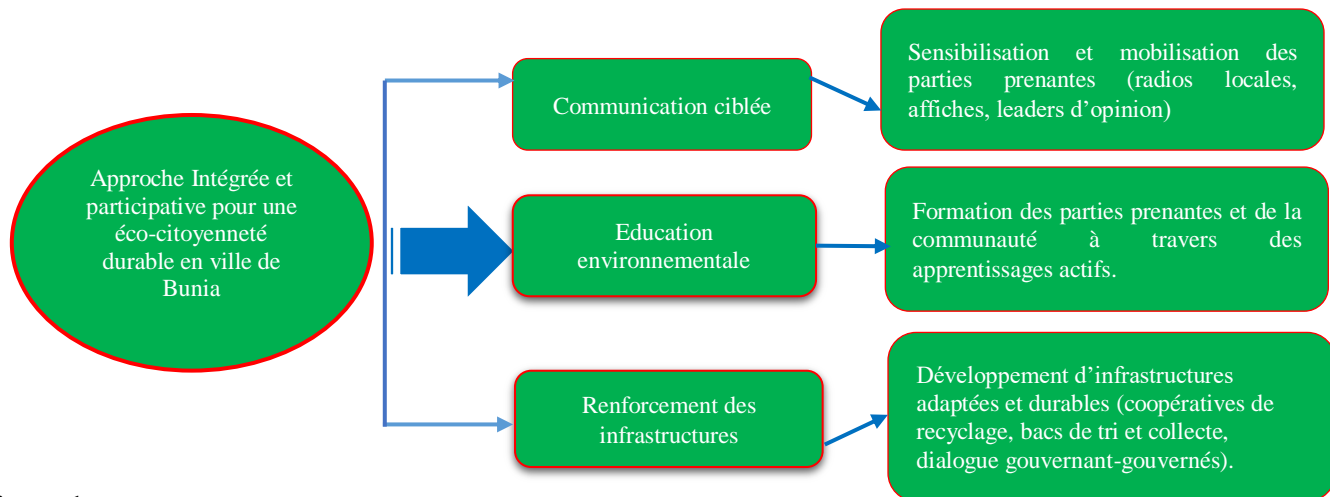 Approche Intégrée et
participative pour une
éco-citoyenneté
durable en ville de
Bunia
Communication ciblée
Sensibilisation et mobilisation des
parties prenantes (radios locales,
affiches, leaders d’opinion)
Education
environnementale
Formation des parties prenantes et de la
communauté à travers des
apprentissages actifs.
Renforcement des
infrastructures
Développement d’infrastructures
adaptées et durables (coopératives de
recyclage, bacs de tri et collecte,
dialogue gouvernant-gouvernés).